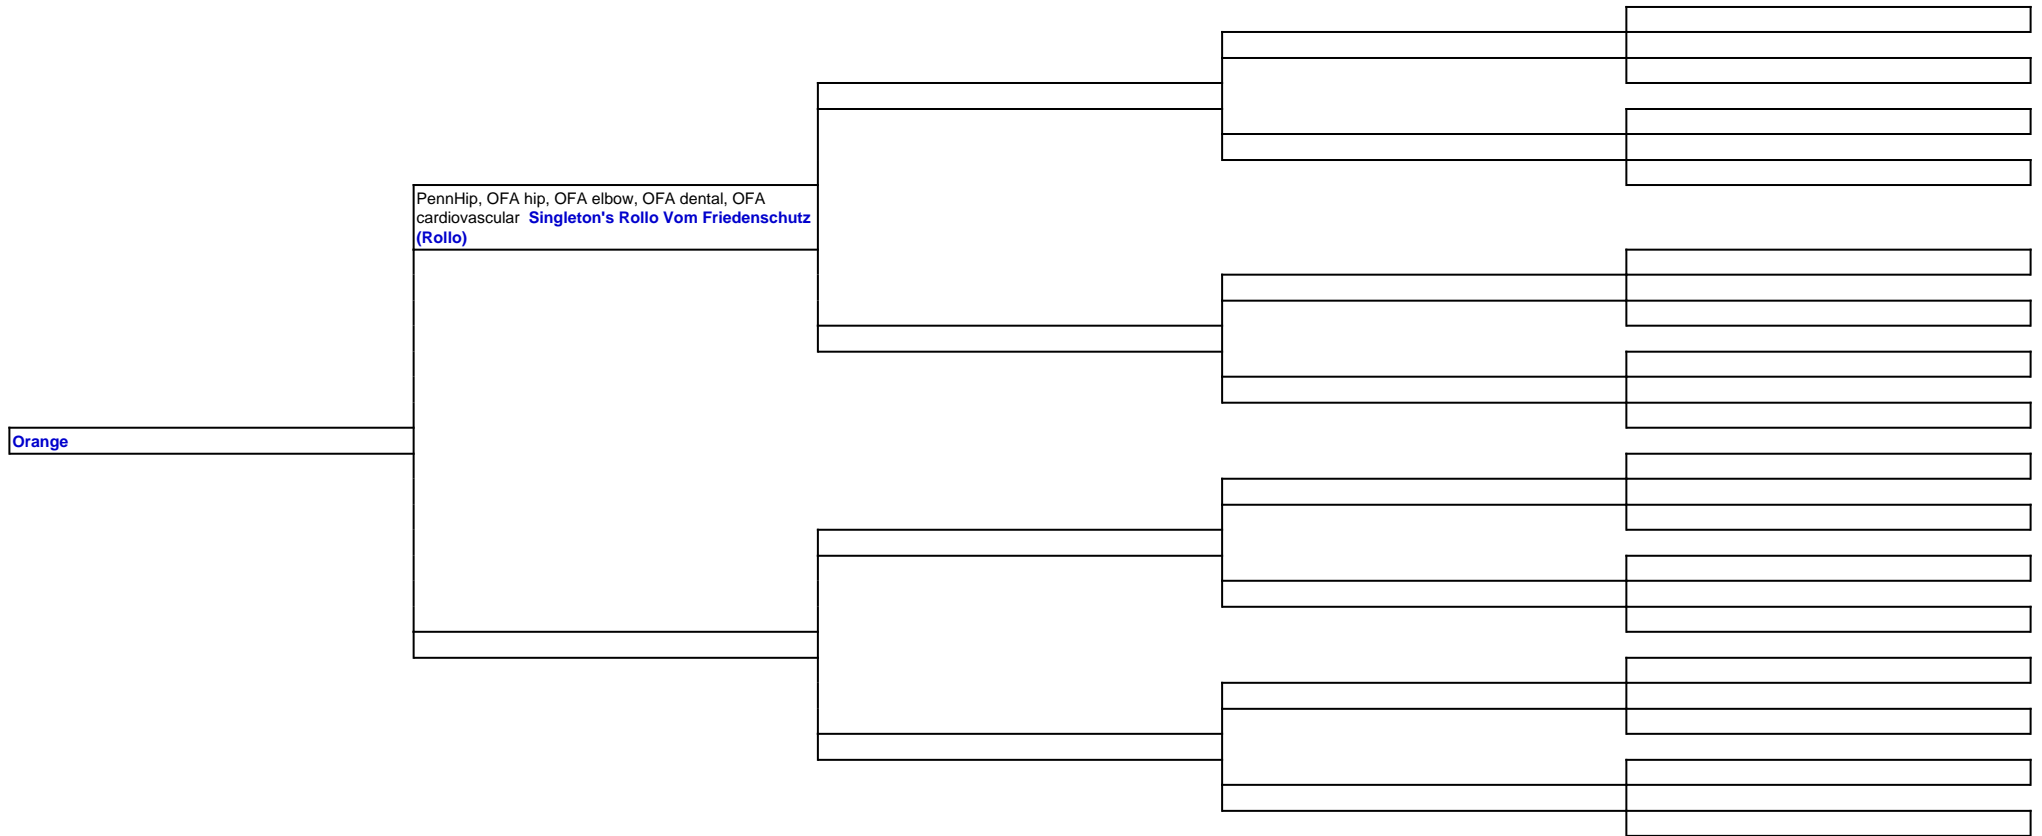 PennHip, OFA hip, OFA elbow, OFA dental, OFA
cardiovascular  Singleton's Rollo Vom Friedenschutz
(Rollo)
Orange